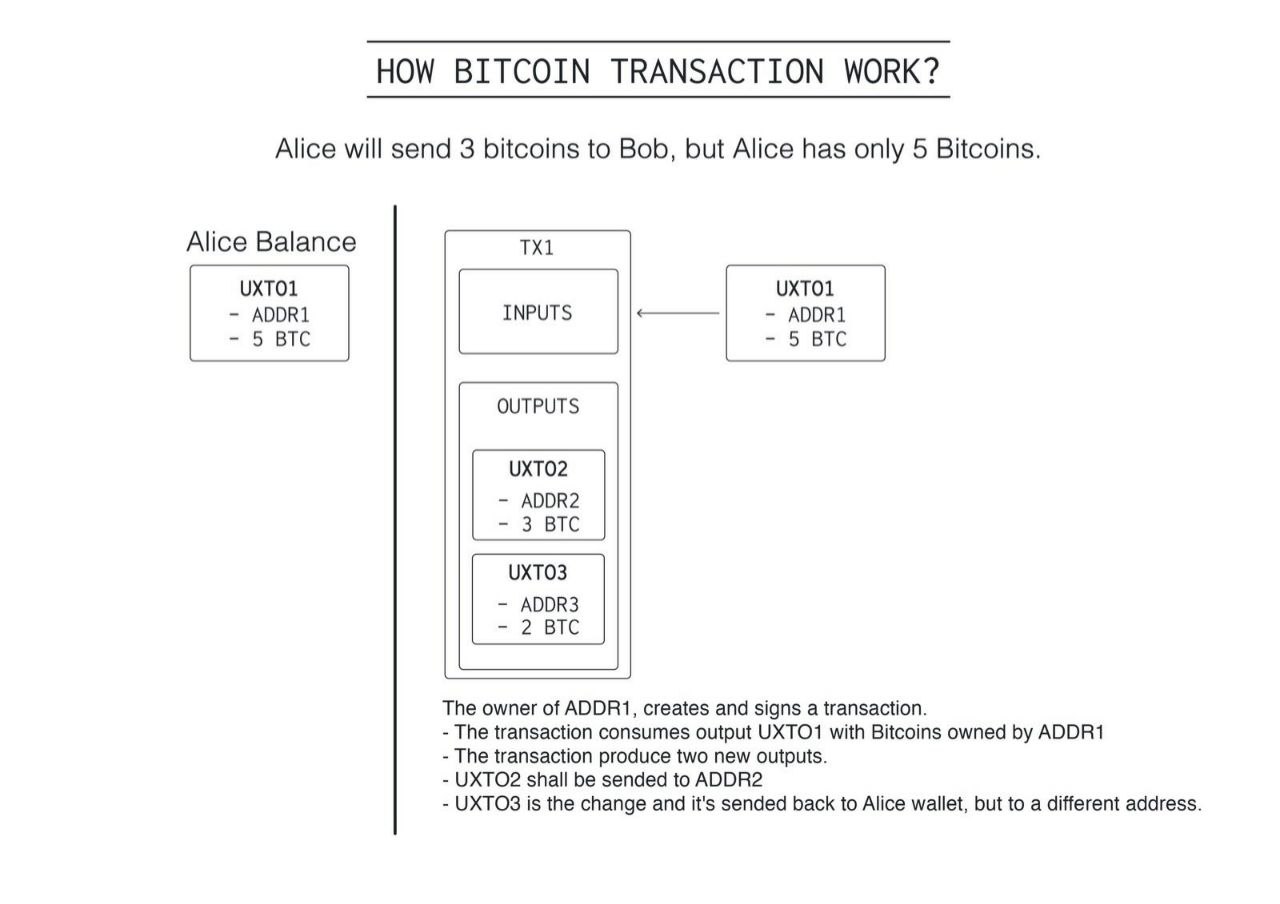 HOW BITCOIN TRANSACTION WORK?
Alice will send 3 bitcoins to Bob, but Alice has only 5 Bitcoins.
Alice Balance
UXTO1
- ADDR1
- 5 BTC
TX1
INPUTS
UXTO1
- ADDR1
- 5 BTC
OUTPUTS
UXTO2
- ADDR2
- 3 BTC
UXTO3
- ADDR3
- 2 BTC
The owner of ADDR1, creates and signs a transaction.
- The transaction consumes output UXTO1 with Bitcoins owned by ADDR1
- The transaction produce two new outputs.
- UXTO2 shall be sended to ADDR2
- UXTO3 is the change and it's sended back to Alice wallet, but to a different address.